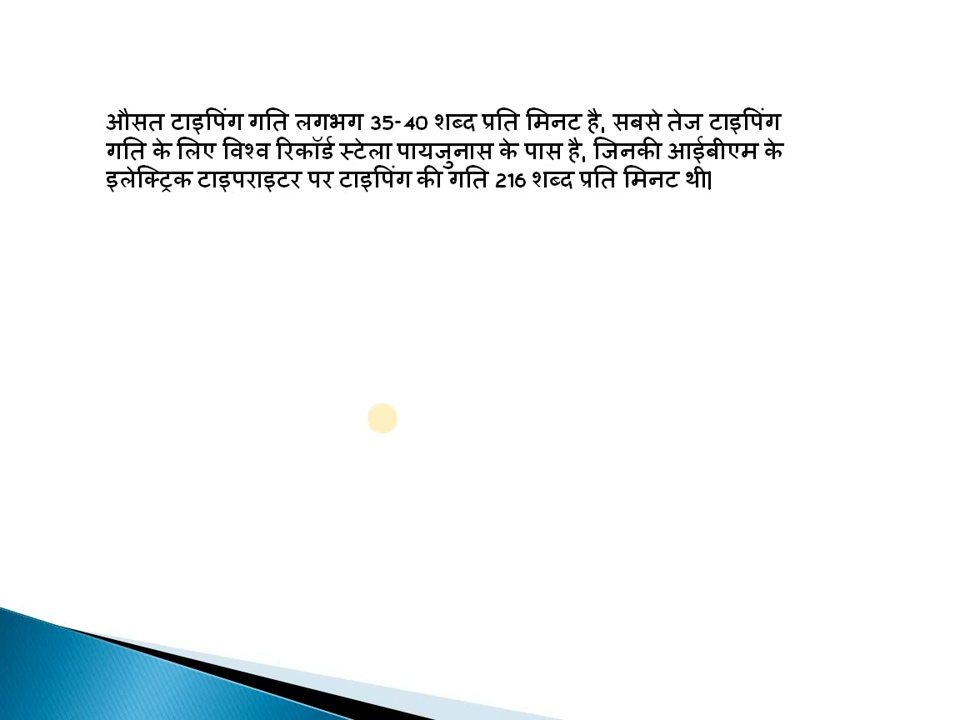 औसत टाइपिंग गति लगभग 35-40 शब्द प्रति मिनट है, सबसे तेज टाइपिंग
गति के लिए विश्व रिकॉर्ड स्टेला पायजुनास के पास है, जिनकी आईबीएम के
इलेक्ट्रिक टाइपराइटर पर टाइपिंग की गति 216 शब्द प्रति मिनट थी|